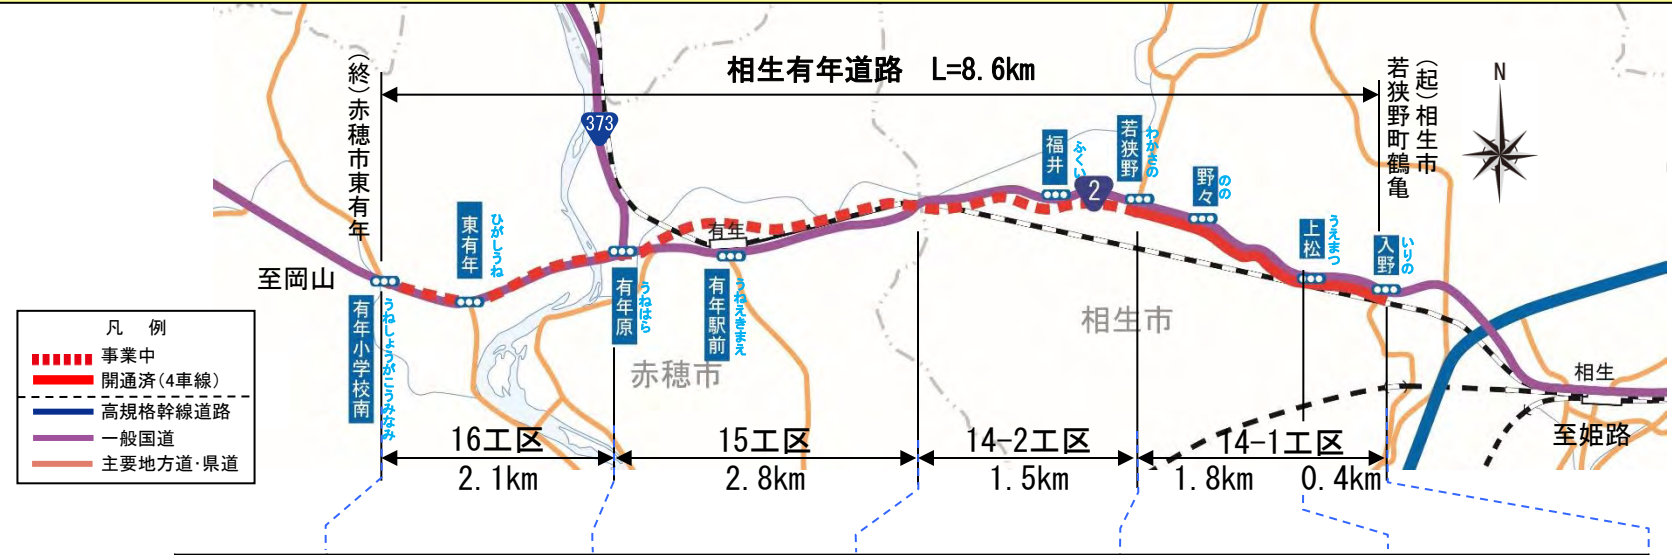 相生有年道路 L=8.6km
(終)赤穂市東有年
(起)相生市
若狭野町鶴亀
N
373
2
福井
ふくい
若狭野
わかさの
野々
のの
上松
うえまつ
入野
いりの
東有年
ひがしうね
有年
至岡山
有年小学校南
うねしょうがこうみなみ
有年原
うねはら
有年駅前
うねえきまえ
赤穂市
相生市
相生
至姫路
凡 例
事業中
開通済(4車線)
高規格幹線道路
一般国道
主要地方道・県道
16工区
15工区
14-2工区
14-1工区
2.1km
2.8km
1.5km
1.8km
0.4km